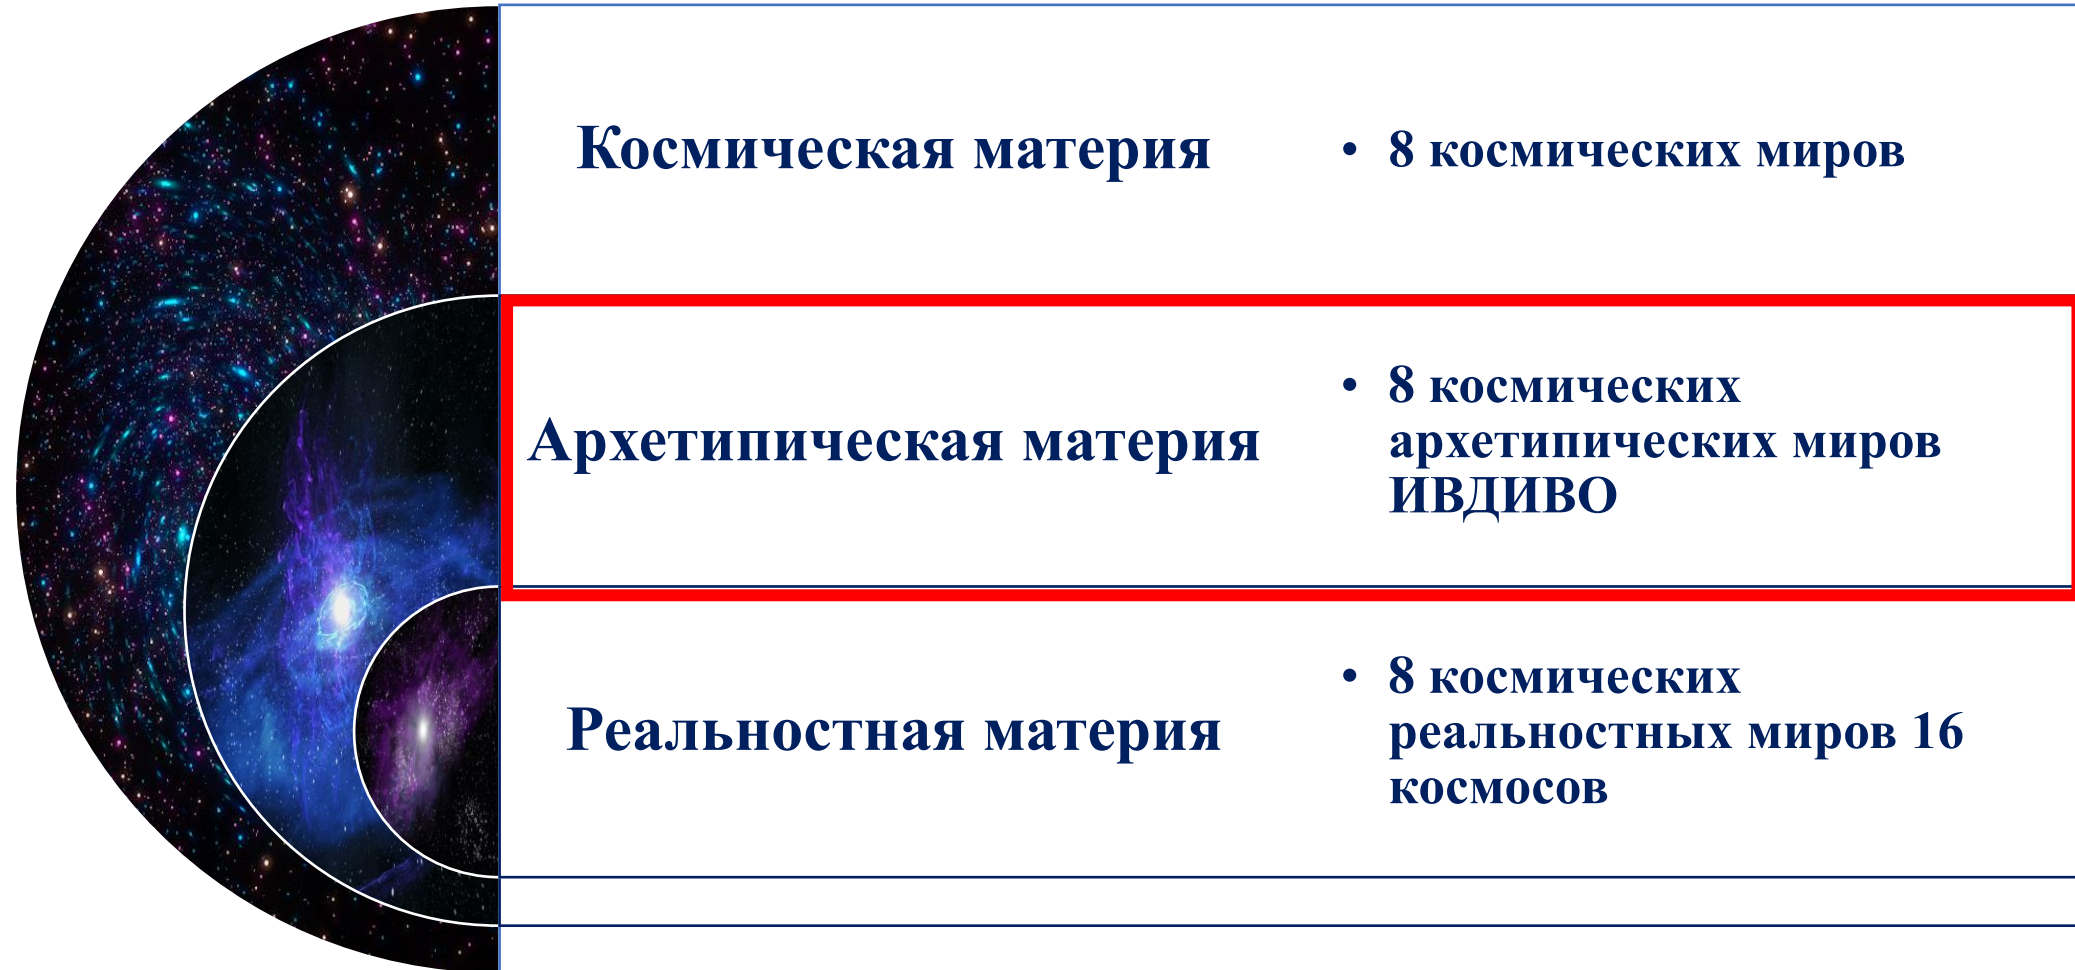 Космическая материя
• 8 космических миров
Архетипическая материя
• 8 космических
архетипических миров
ИВДИВО
Реальностная материя
• 8 космических
реальностных миров 16
космосов